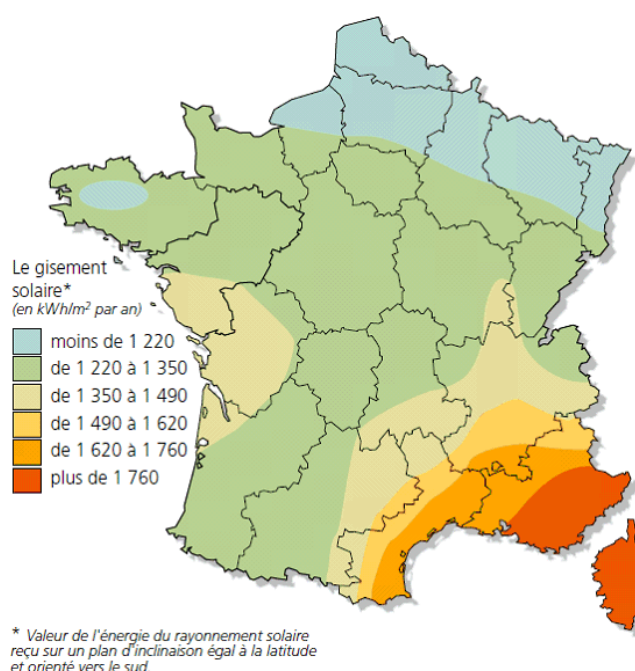 Le gisement
solaire*
(en kWh/m² par an)
moins de 1 220
de 1 220 à 1 350
de 1 350 à 1 490
de 1 490 à 1 620
de 1 620 à 1 760
plus de 1 760
* Valeur de l'énergie du rayonnement solaire
reçu sur un plan d'inclinaison égal à la latitude
et orienté vers le sud.